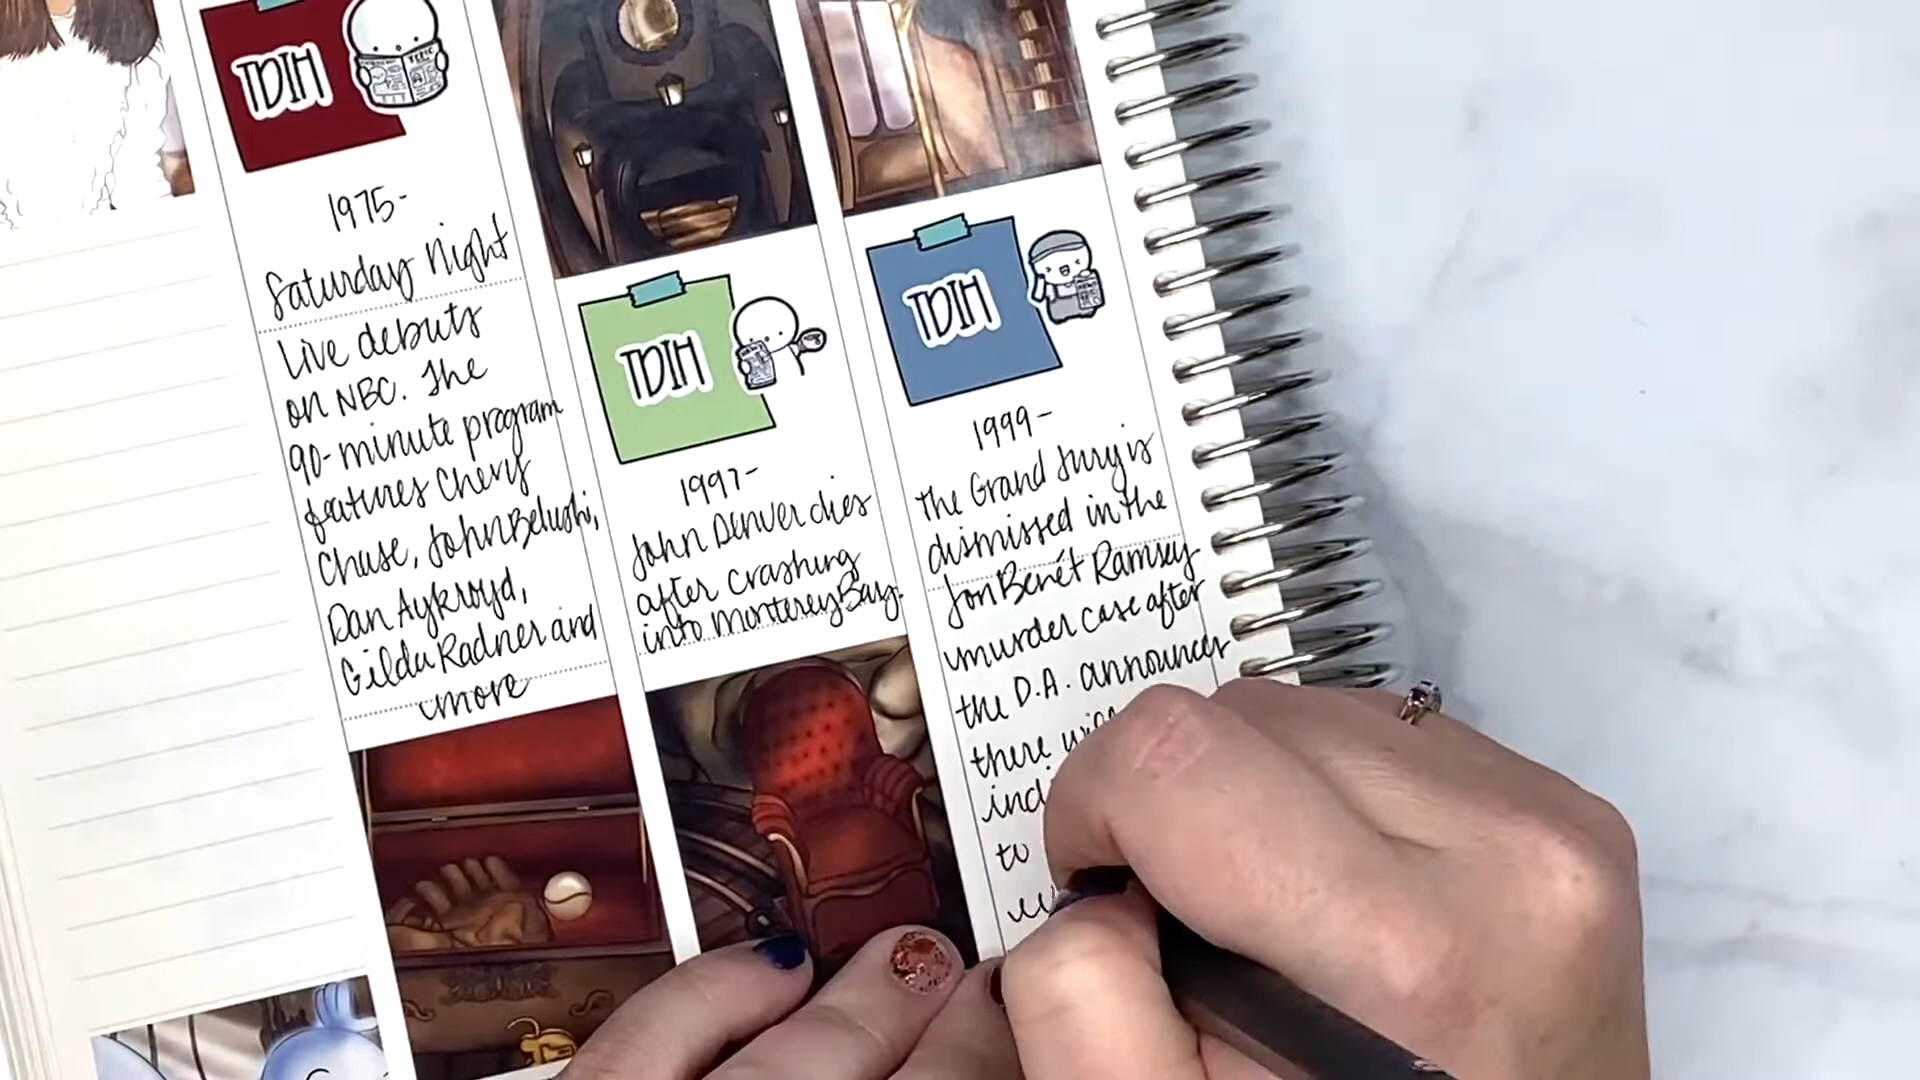 TDIH
1975-
Saturday Night
Live debuts
on NBC. The
90-minute program
features Chevy
Chase, John Belushi,
Dan Aykroyd,
Gilda Radner and
more
TDIH
1997-
John Denver dies
after crashing
into Monterey Bay.
TDIH
1999-
The Grand Jury is
dismissed in the
JonBenét Ramsey
murder case after
the D.A. announces
there
to